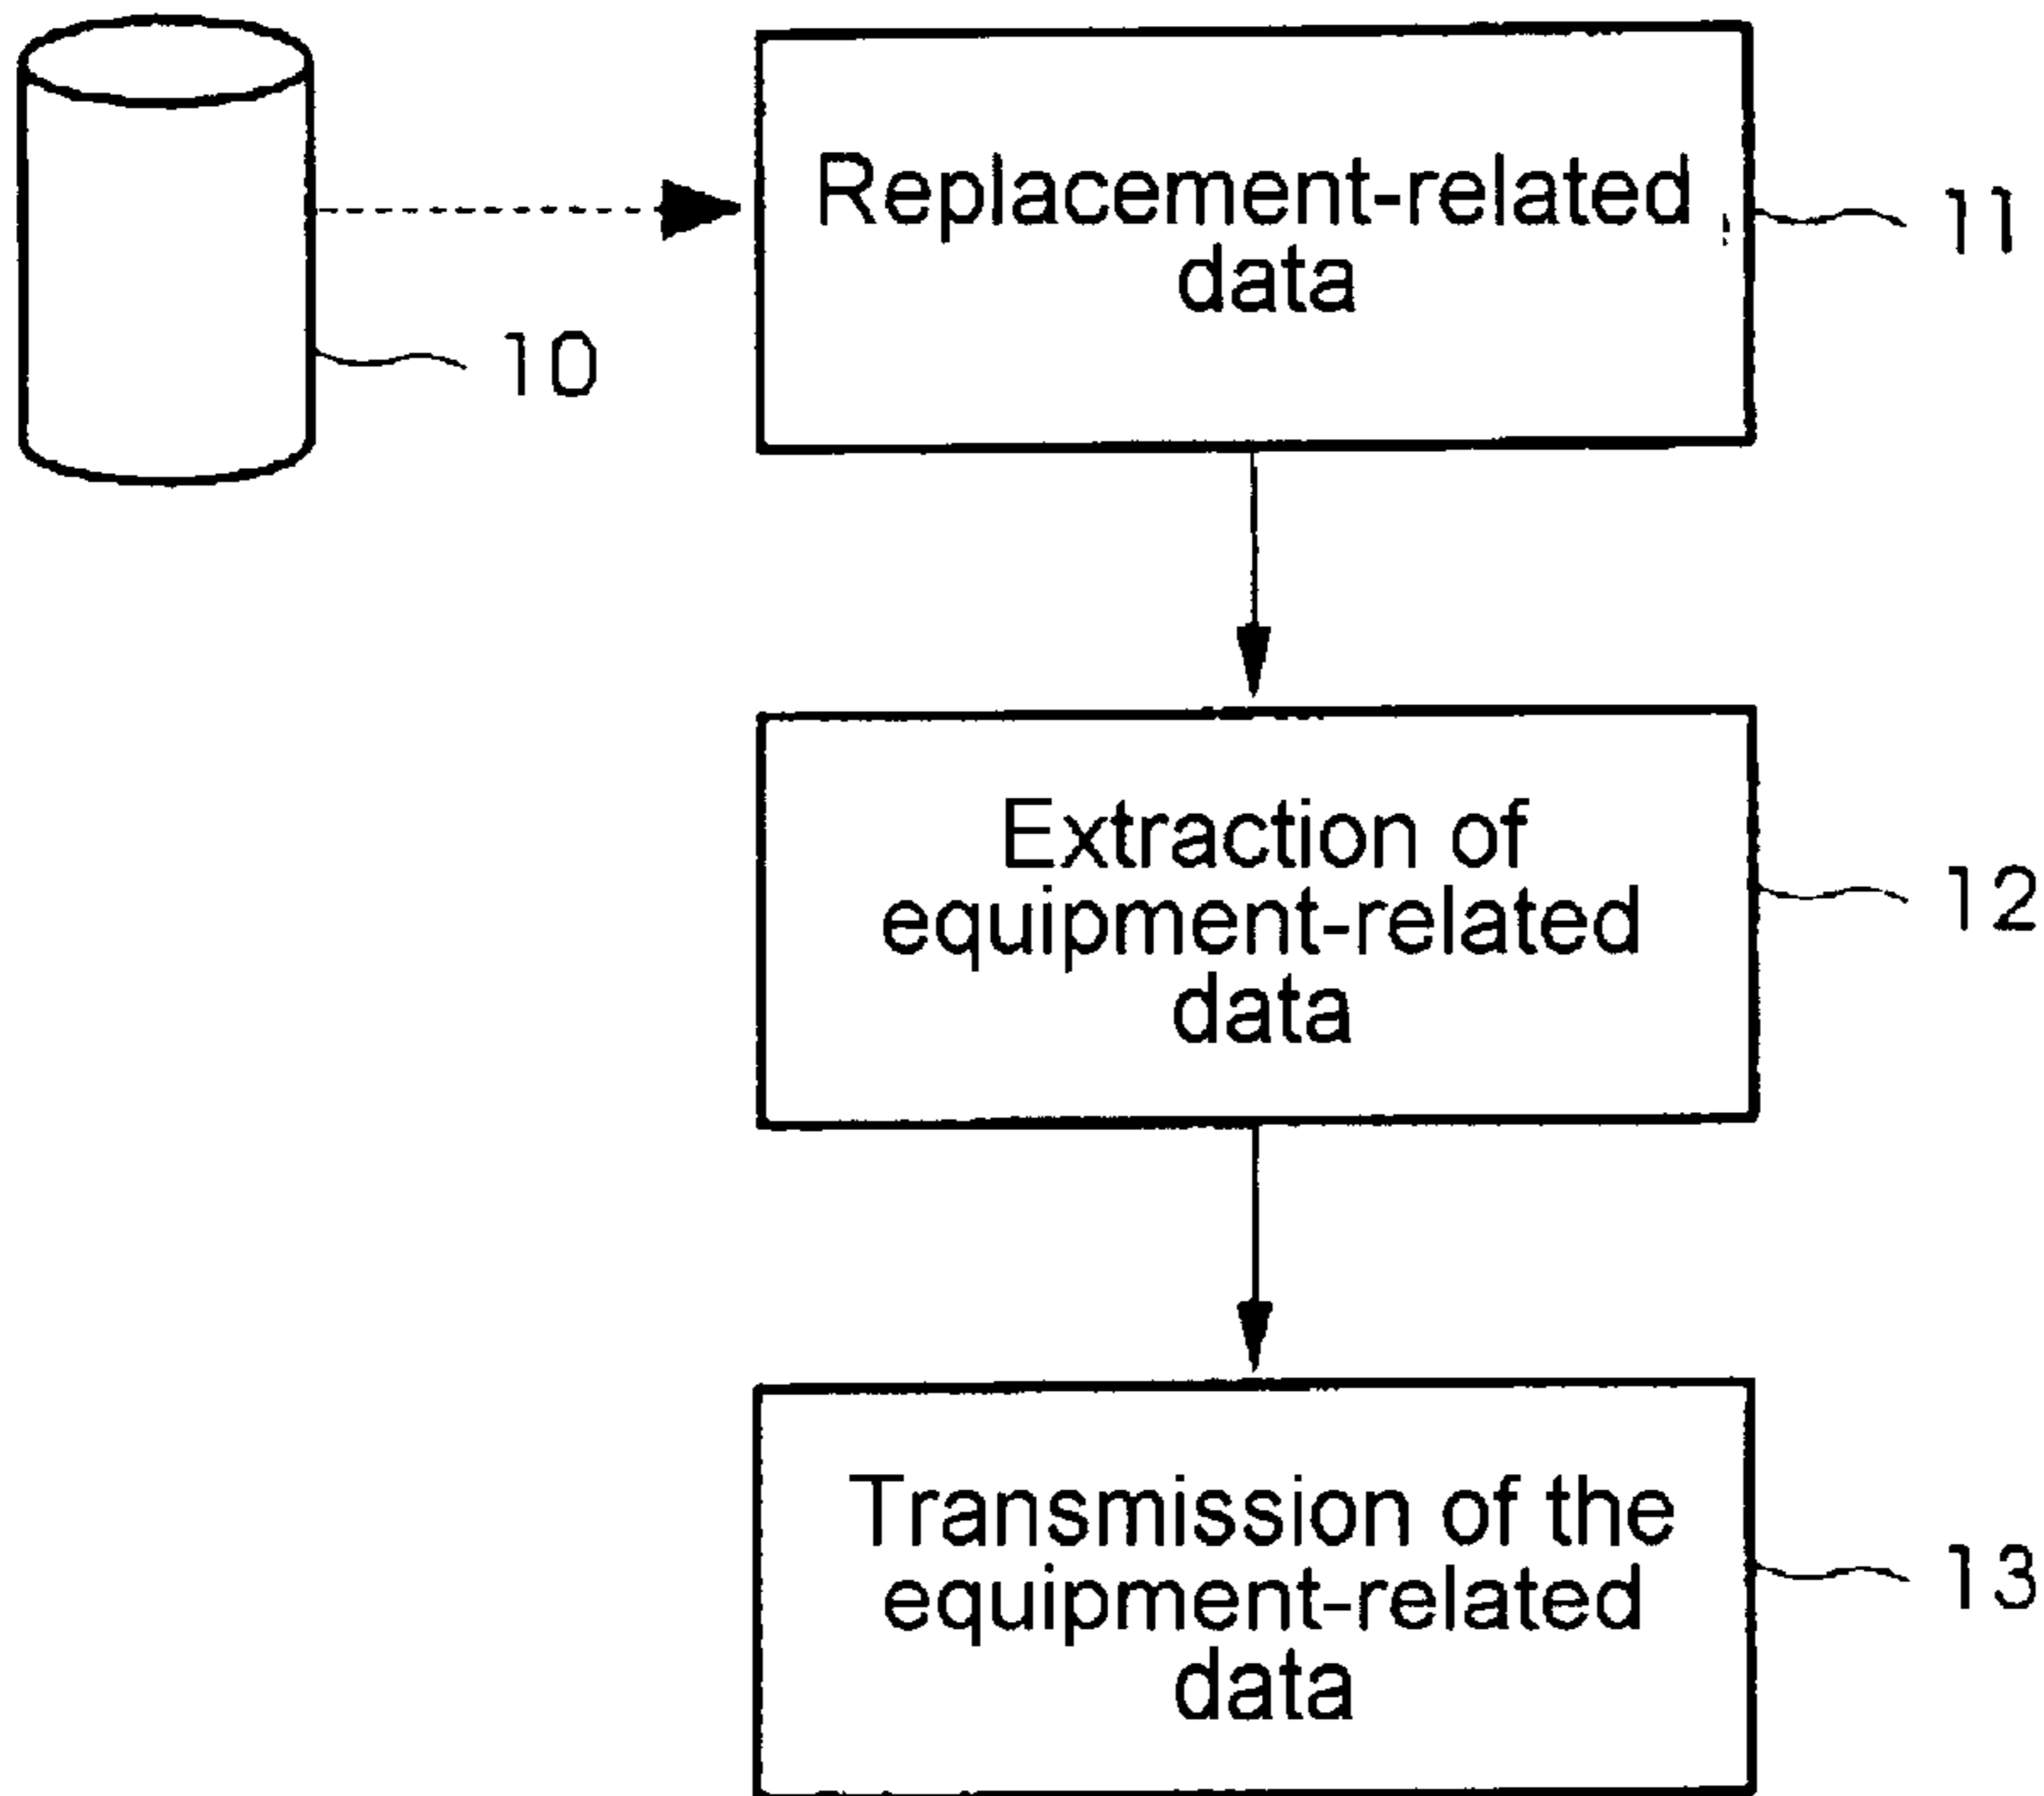 Replacement-related
data
11
10
Extraction of
equipment-related
data
12
Transmission of the
equipment-related
data
13